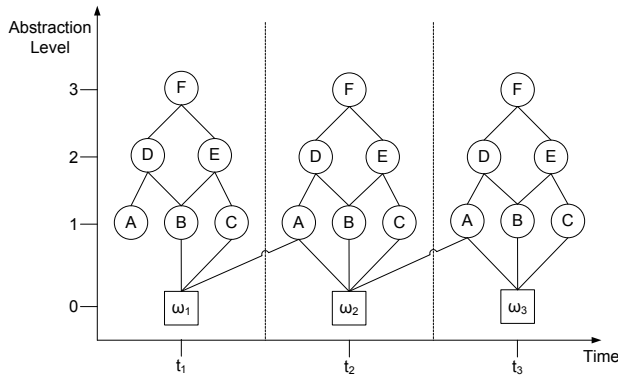 Abstraction
Level
3
F
F
F
2
D
E
D
E
D
E
1
A
B
C
A
B
C
A
B
C
0
ω₁
ω₂
ω₃
Time
t₁
t₂
t₃